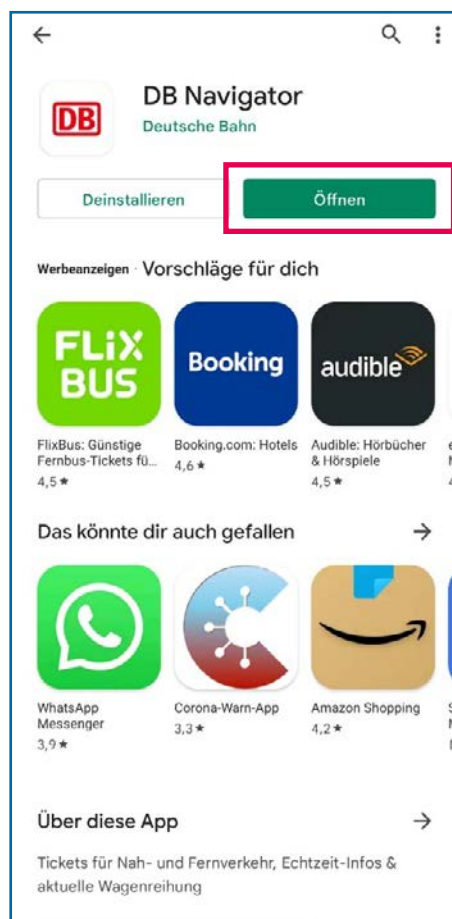 DB
DB Navigator
Deutsche Bahn
Deinstallieren
Öffnen
Werbeanzeigen · Vorschläge für dich
FLiX
BUS
Booking
audible
FlixBus: Günstige
Fernbus-Tickets fü...
4,5 ★
Booking.com: Hotels
4,6 ★
Audible: Hörbücher
& Hörspiele
4,5 ★
Das könnte dir auch gefallen
WhatsApp
Messenger
3,9 ★
Corona-Warn-App
3,3 ★
Amazon Shopping
4,2 ★
Über diese App
Tickets für Nah- und Fernverkehr, Echtzeit-Infos &
aktuelle Wagenreihung